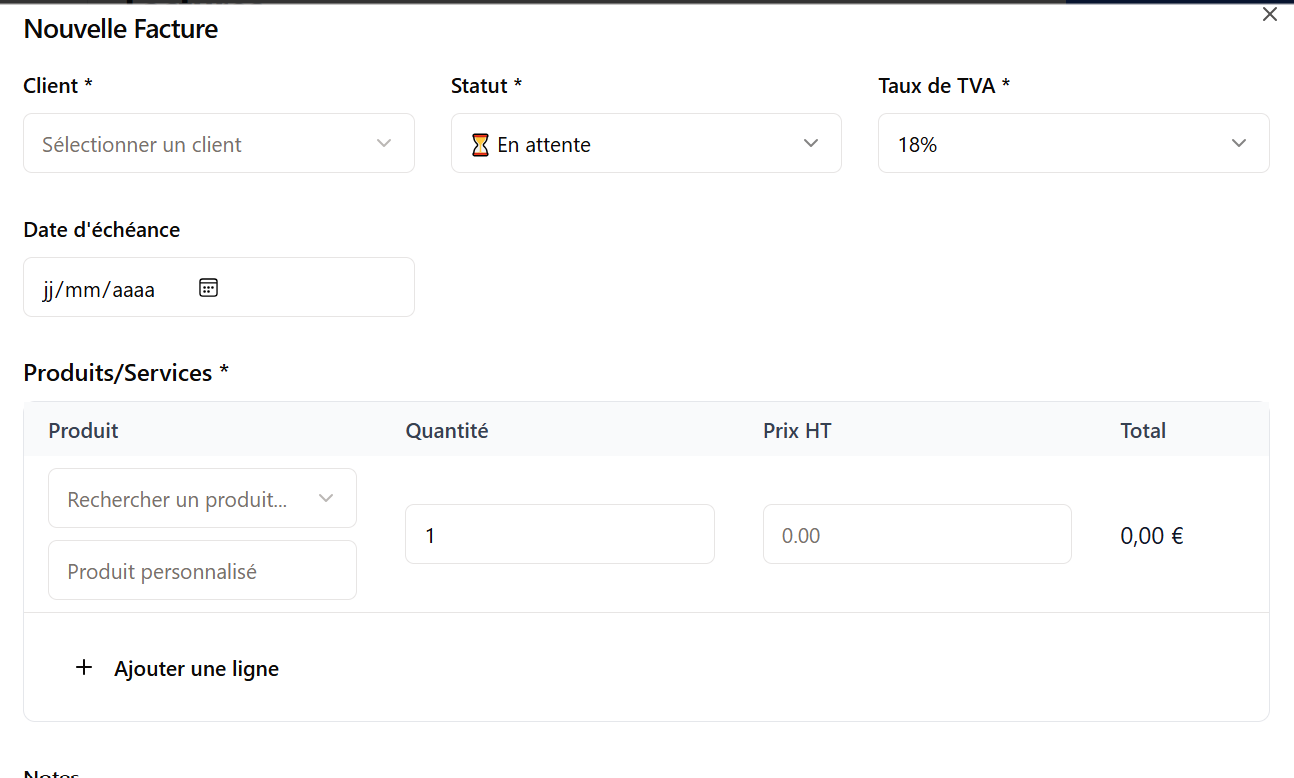 Nouvelle Facture
Client * Statut * Taux de TVA *
Sélectionner un client ⏳ En attente 18%
Date d'échéance
jj/mm/aaaa
Produits/Services *
Produit Quantité Prix HT Total
Rechercher un produit...
1 0.00 0,00 €
Produit personnalisé
+ Ajouter une ligne
Notes